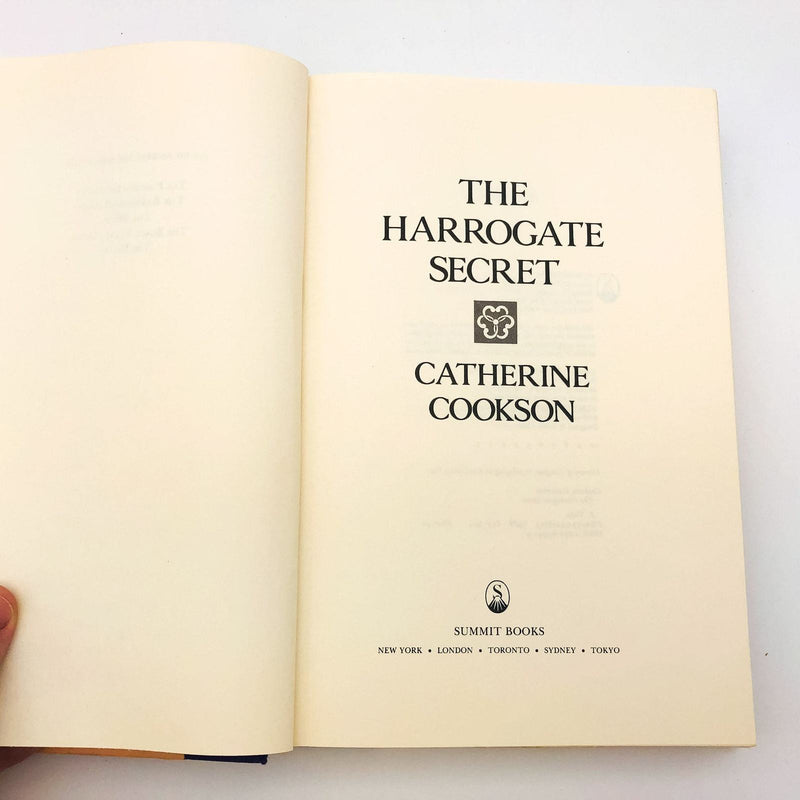 THE
HARROGATE
SECRET
CATHERINE
COOKSON
S
SUMMIT BOOKS
NEW YORK • LONDON • TORONTO • SYDNEY • TOKYO